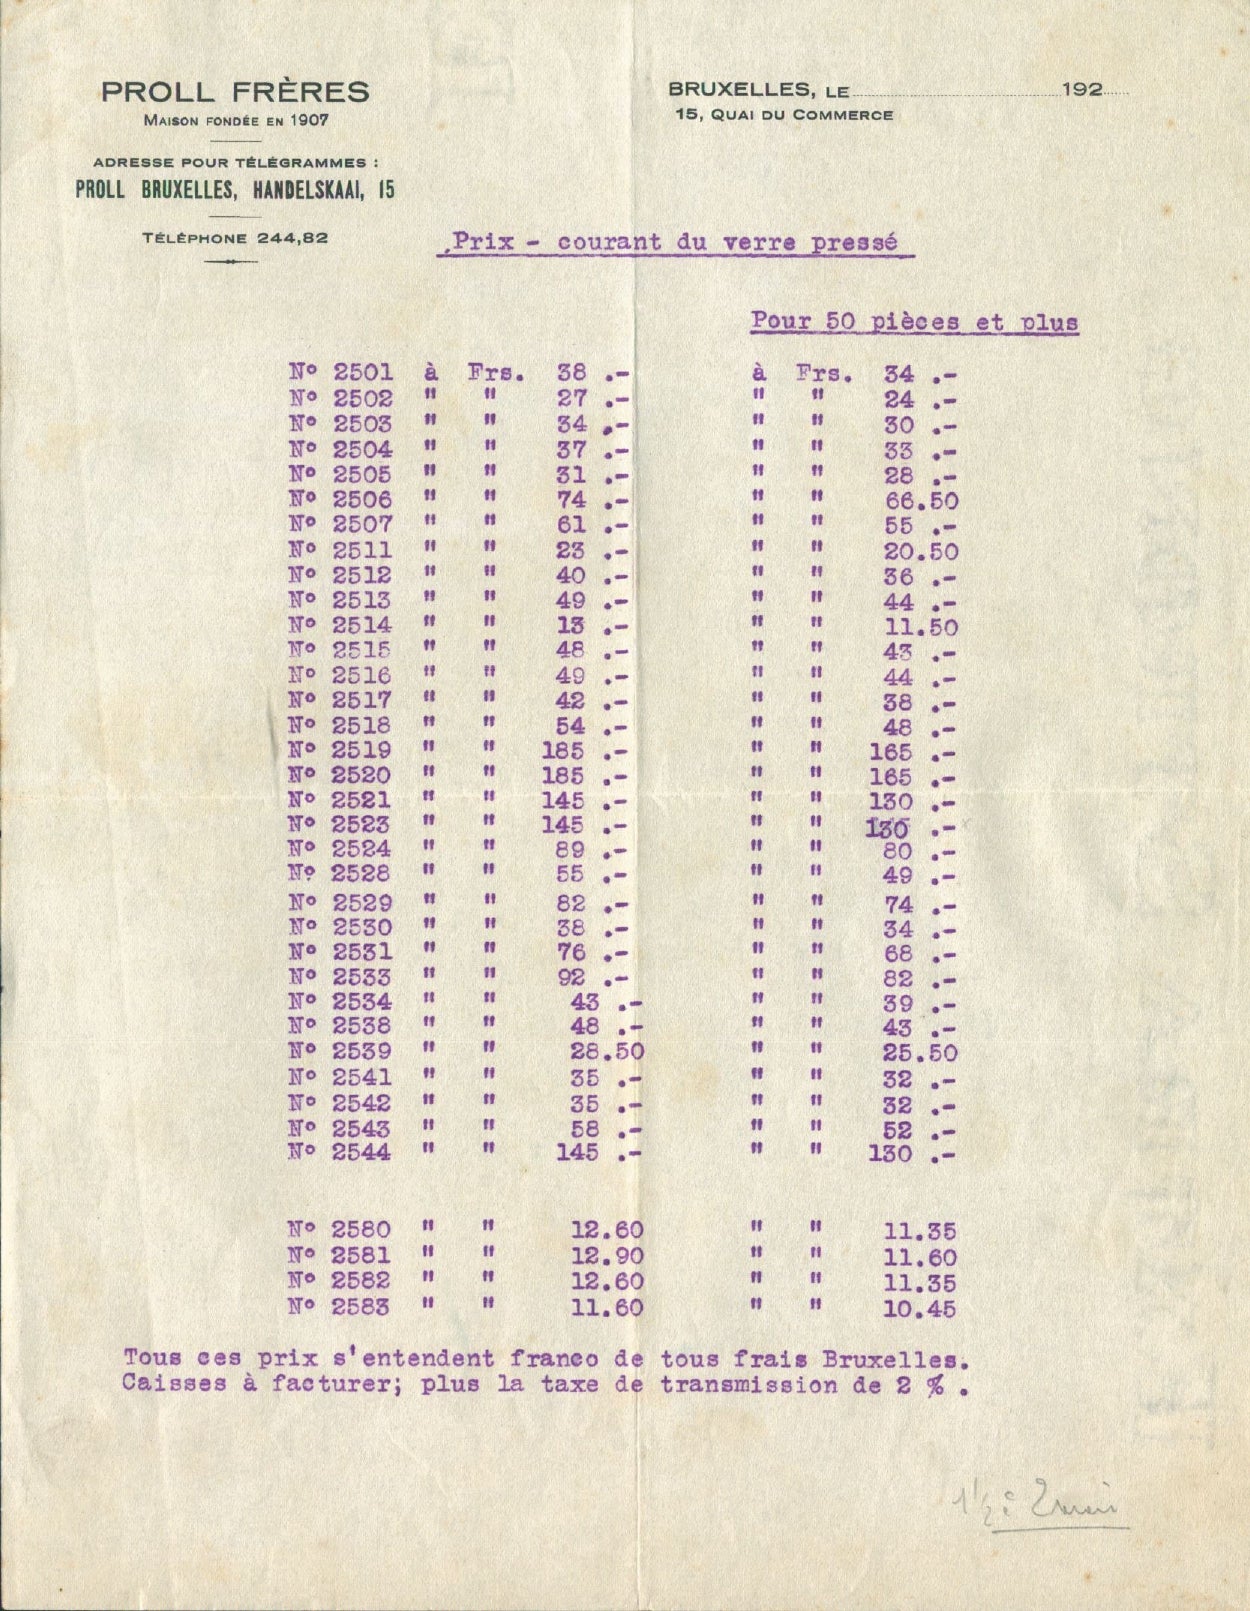 PROLL FRÈRES
MAISON FONDÉE EN 1907
ADRESSE POUR TÉLÉGRAMMES :
PROLL BRUXELLES, HANDELSKAAI, 15
TÉLÉPHONE 244,82
BRUXELLES, LE 192
15, QUAI DU COMMERCE
Prix - courant du verre pressé
Pour 50 pièces et plus
Nº 2501 à Frs. 38 .- à Frs. 34 .-
Nº 2502 " " 27 .- " " 24 .-
Nº 2503 " " 34 .- " " 30 .-
Nº 2504 " " 37 .- " " 33 .-
Nº 2505 " " 31 .- " " 28 .-
Nº 2506 " " 74 .- " " 66.50
Nº 2507 " " 61 .- " " 55 .-
Nº 2511 " " 23 .- " " 20.50
Nº 2512 " " 40 .- " " 36 .-
Nº 2513 " " 49 .- " " 44 .-
Nº 2514 " " 13 .- " " 11.50
Nº 2515 " " 48 .- " " 43 .-
Nº 2516 " " 49 .- " " 44 .-
Nº 2517 " " 42 .- " " 38 .-
Nº 2518 " " 54 .- " " 48 .-
Nº 2519 " " 185 .- " " 165 .-
Nº 2520 " " 185 .- " " 165 .-
Nº 2521 " " 145 .- " " 130 .-
Nº 2523 " " 145 .- " " 130 .-
Nº 2524 " " 89 .- " " 80 .-
Nº 2528 " " 55 .- " " 49 .-
Nº 2529 " " 82 .- " " 74 .-
Nº 2530 " " 38 .- " " 34 .-
Nº 2531 " " 76 .- " " 68 .-
Nº 2533 " " 92 .- " " 82 .-
Nº 2534 " " 43 .- " " 39 .-
Nº 2538 " " 48 .- " " 43 .-
Nº 2539 " " 28.50 " " 25.50
Nº 2541 " " 35 .- " " 32 .-
Nº 2542 " " 35 .- " " 32 .-
Nº 2543 " " 58 .- " " 52 .-
Nº 2544 " " 145 .- " " 130 .-
Nº 2580 " " 12.60 " " 11.35
Nº 2581 " " 12.90 " " 11.60
Nº 2582 " " 12.60 " " 11.35
Nº 2583 " " 11.60 " " 10.45
Tous ces prix s'entendent franco de tous frais Bruxelles.
Caisses à facturer; plus la taxe de transmission de 2 % .